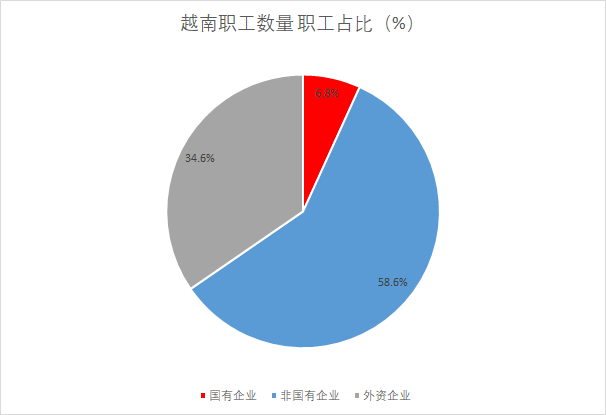 越南职工数量 职工占比（%）
6.8%
34.6%
58.6%
国有企业 非国有企业 外资企业